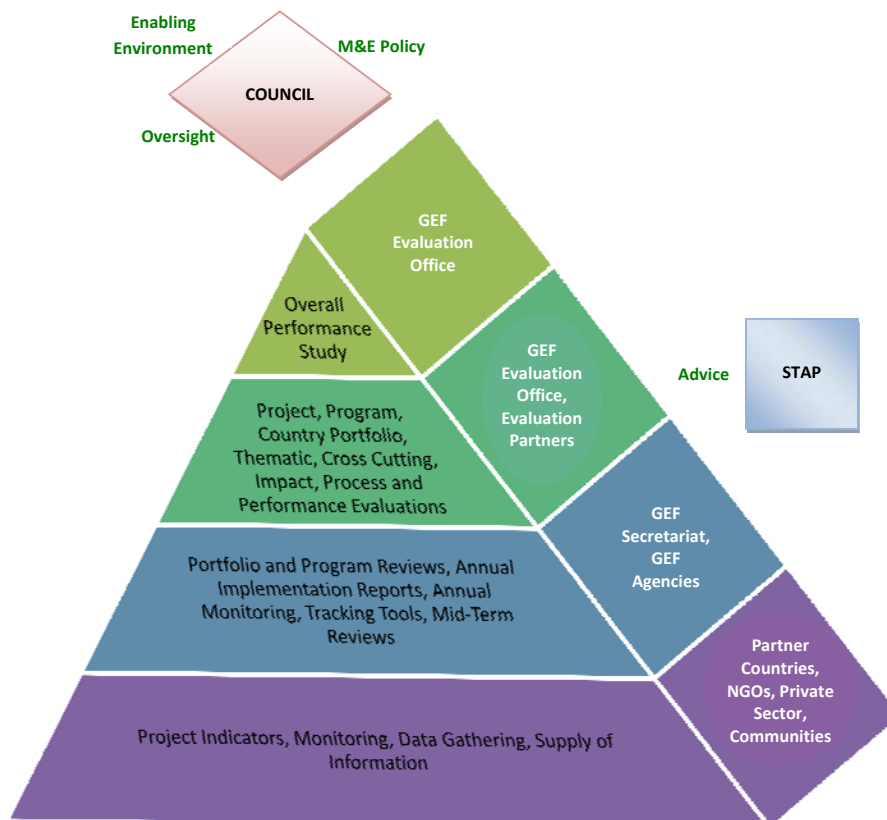 Enabling
Environment
M&E Policy
COUNCIL
Oversight
GEF
Evaluation
Office
Overall
Performance
Study
GEF
Evaluation
Office,
Evaluation
Partners
Advice
STAP
Project, Program,
Country Portfolio,
Thematic, Cross Cutting,
Impact, Process and
Performance Evaluations
GEF
Secretariat,
GEF
Agencies
Portfolio and Program Reviews, Annual
Implementation Reports, Annual
Monitoring, Tracking Tools, Mid-Term
Reviews
Partner
Countries,
NGOs, Private
Sector,
Communities
Project Indicators, Monitoring, Data Gathering, Supply of
Information